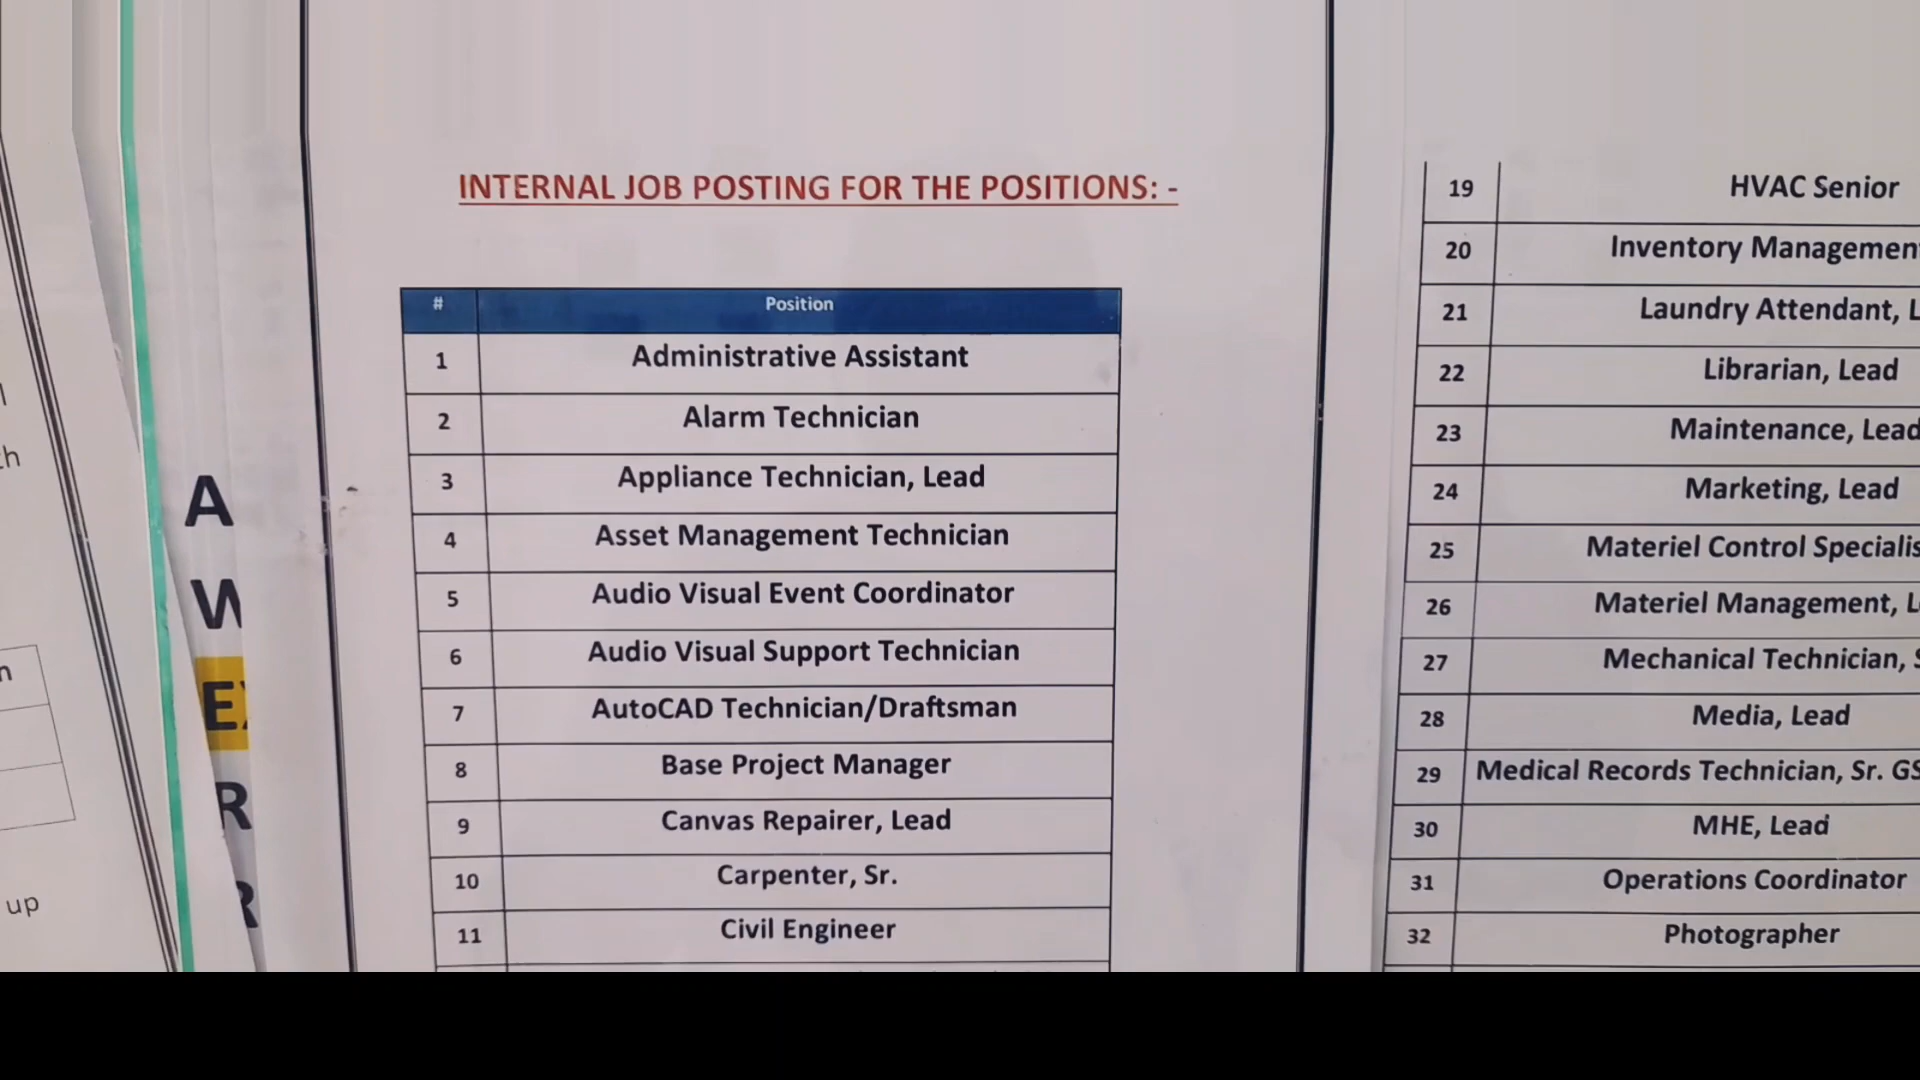 INTERNAL JOB POSTING FOR THE POSITIONS: -
# Position
1 Administrative Assistant
2 Alarm Technician
3 Appliance Technician, Lead
4 Asset Management Technician
5 Audio Visual Event Coordinator
6 Audio Visual Support Technician
7 AutoCAD Technician/Draftsman
8 Base Project Manager
9 Canvas Repairer, Lead
10 Carpenter, Sr.
11 Civil Engineer
19 HVAC Senior
20 Inventory
21 Laundry Attendant,
22 Librarian, Lead
23 Maintenance, Lead
24 Marketing, Lead
25 Materiel Control
26 Materiel Management,
27 Mechanical Technician,
28 Media, Lead
29 Medical Records Technician, Sr.
30 MHE, Lead
31 Operations Coordinator
32 Photographer
A
W
R
up